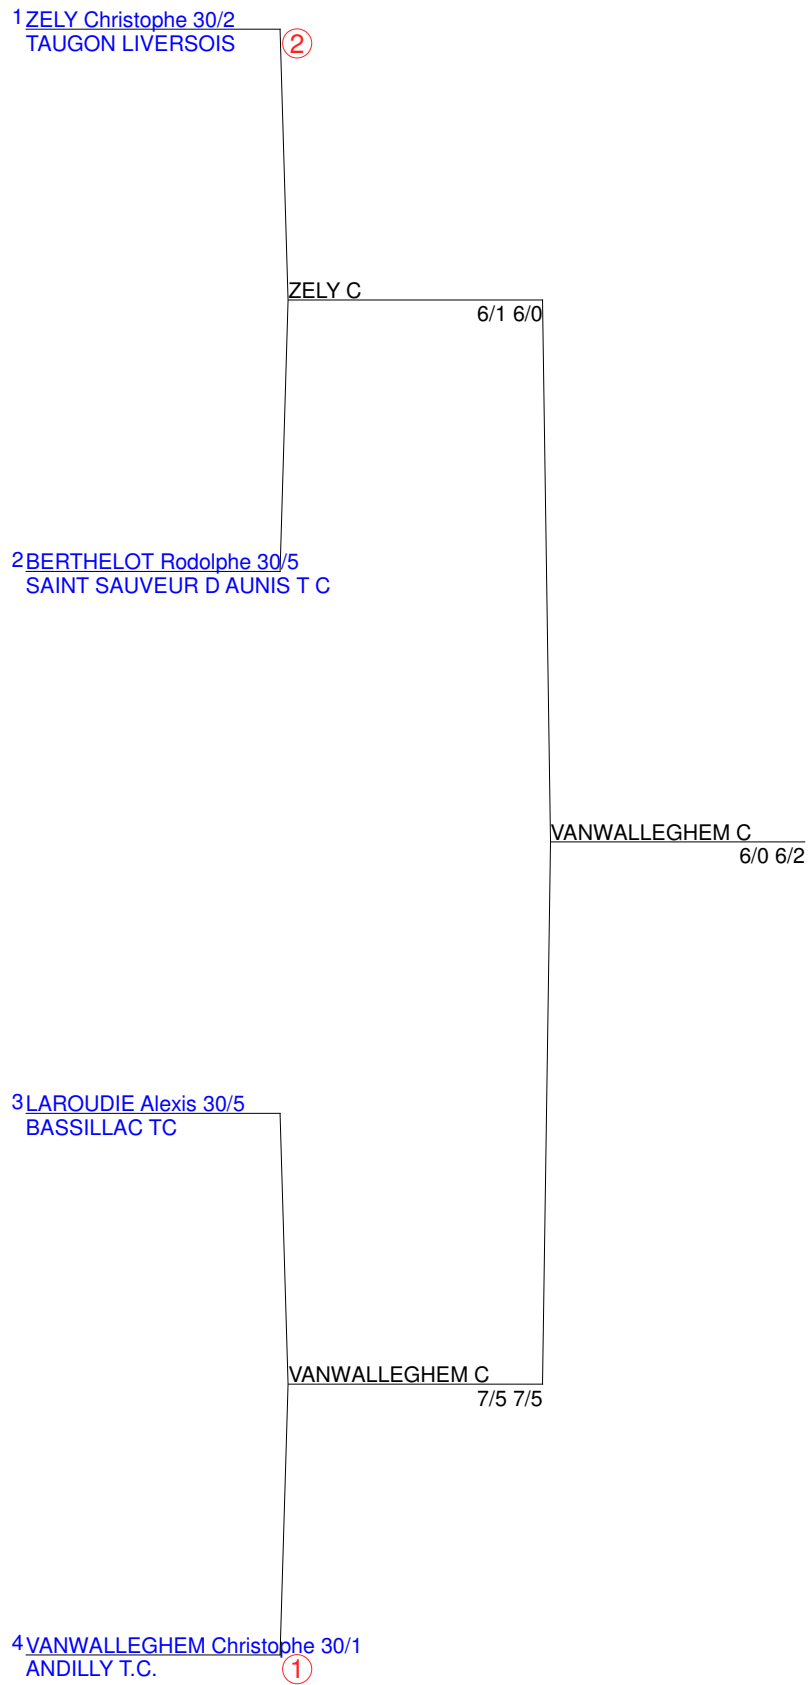 1 ZELY Christophe 30/2
TAUGON LIVERSOIS
2
ZELY C
6/1 6/0
2 BERTHELOT Rodolphe 30/5
SAINT SAUVEUR D AUNIS T C
VANWALLEGHEM C
6/0 6/2
3 LAROUDIE Alexis 30/5
BASSILLAC TC
VANWALLEGHEM C
7/5 7/5
4 VANWALLEGHEM Christophe 30/1
ANDILLY T.C.
1